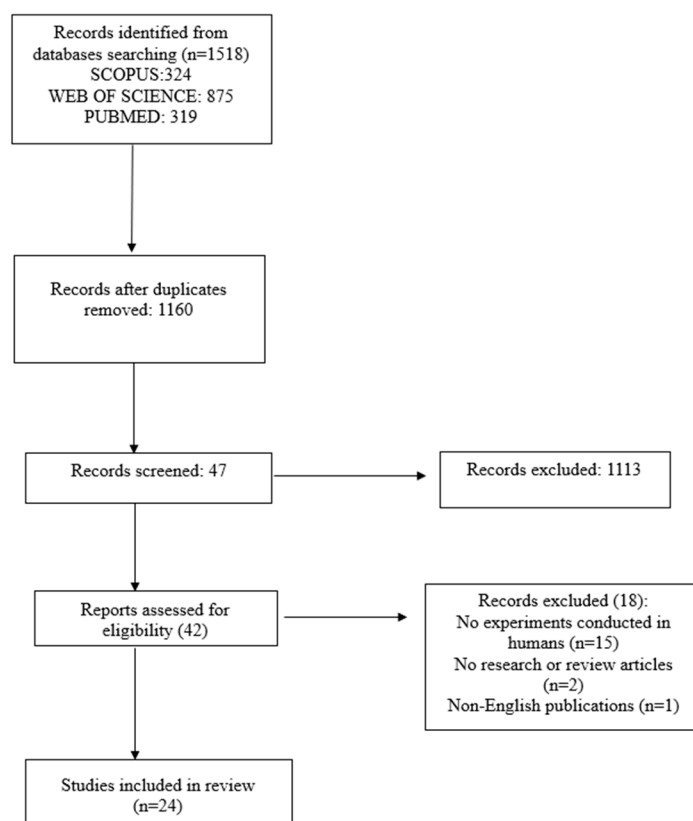 Records identified from
databases searching (n=1518)
SCOPUS:324
WEB OF SCIENCE: 875
PUBMED: 319
Records after duplicates
removed: 1160
Records screened: 47
Records excluded: 1113
Reports assessed for
eligibility (42)
Records excluded (18):
No experiments conducted in
humans (n=15)
No research or review articles
(n=2)
Non-English publications (n=1)
Studies included in review
(n=24)